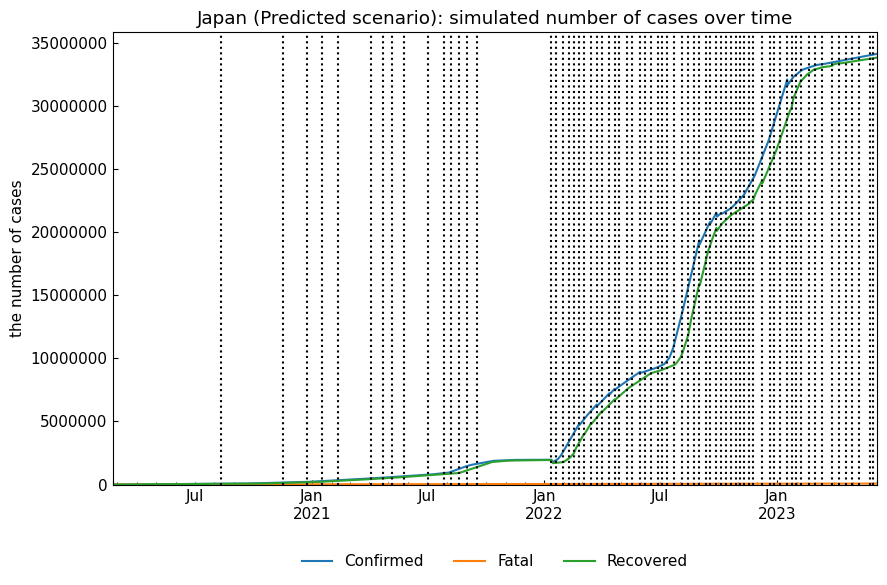 Japan (Predicted scenario): simulated number of cases over time
the number of cases
35000000
30000000
25000000
20000000
15000000
10000000
5000000
0
Jul Jan Jul Jan Jul Jan
2021 2022 2023
Confirmed Fatal Recovered